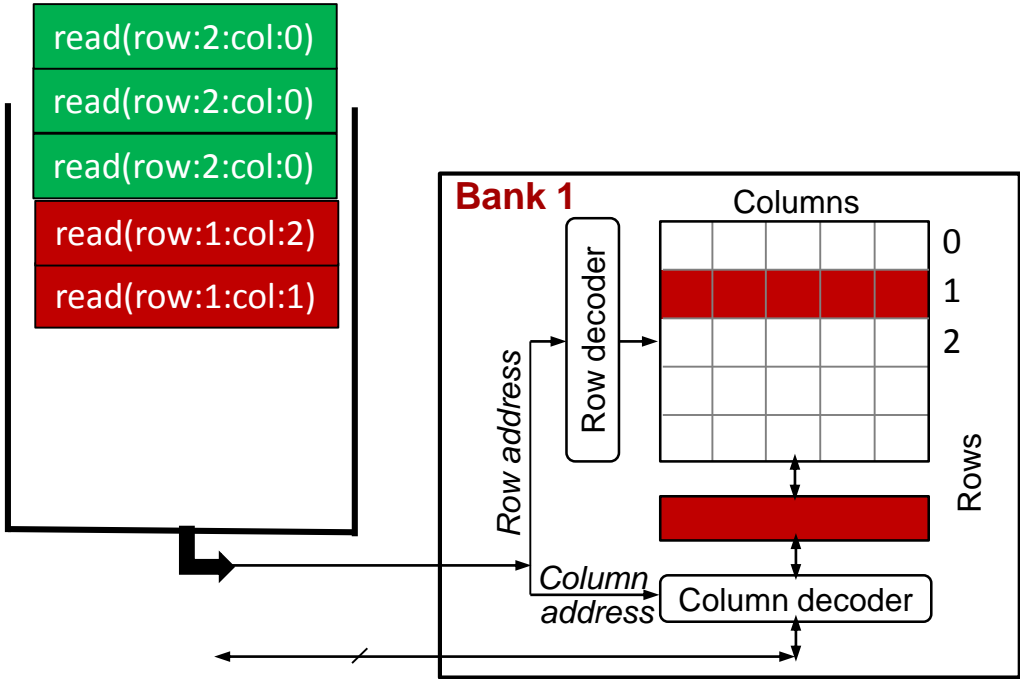 read(row:2:col:0)
read(row:2:col:0)
read(row:2:col:0)
read(row:1:col:2)
read(row:1:col:1)
Bank 1
Columns
0
1
2
Row decoder
Row address
Rows
Column
address
Column decoder